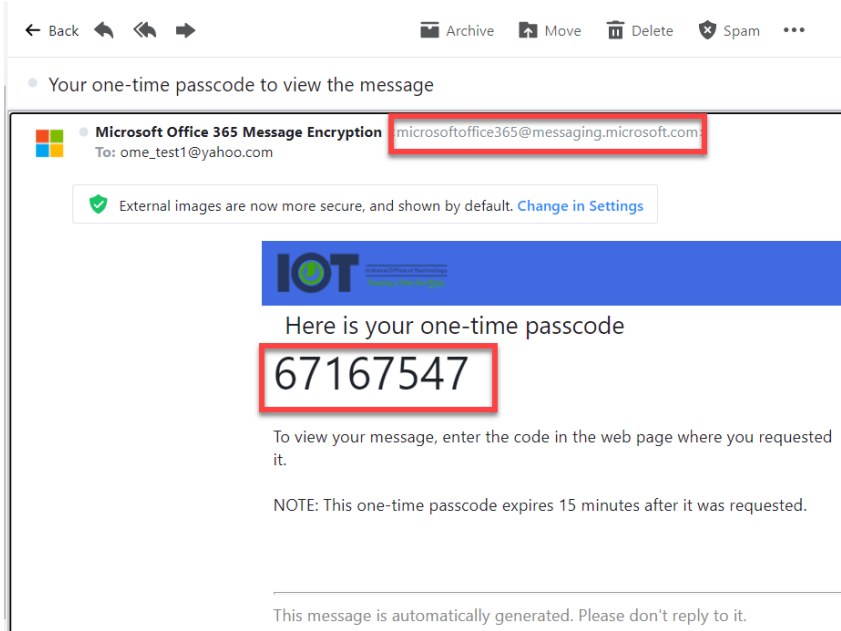 Back Archive Move Delete Spam
Your one-time passcode to view the message
Microsoft Office 365 Message Encryption <microsoftoffice365@messaging.microsoft.com>
To: ome_test1@yahoo.com
External images are now more secure, and shown by default. Change in Settings
IOT
Indiana Office of Technology
Here is your one-time passcode
67167547
To view your message, enter the code in the web page where you requested
it.
NOTE: This one-time passcode expires 15 minutes after it was requested.
This message is automatically generated. Please don't reply to it.